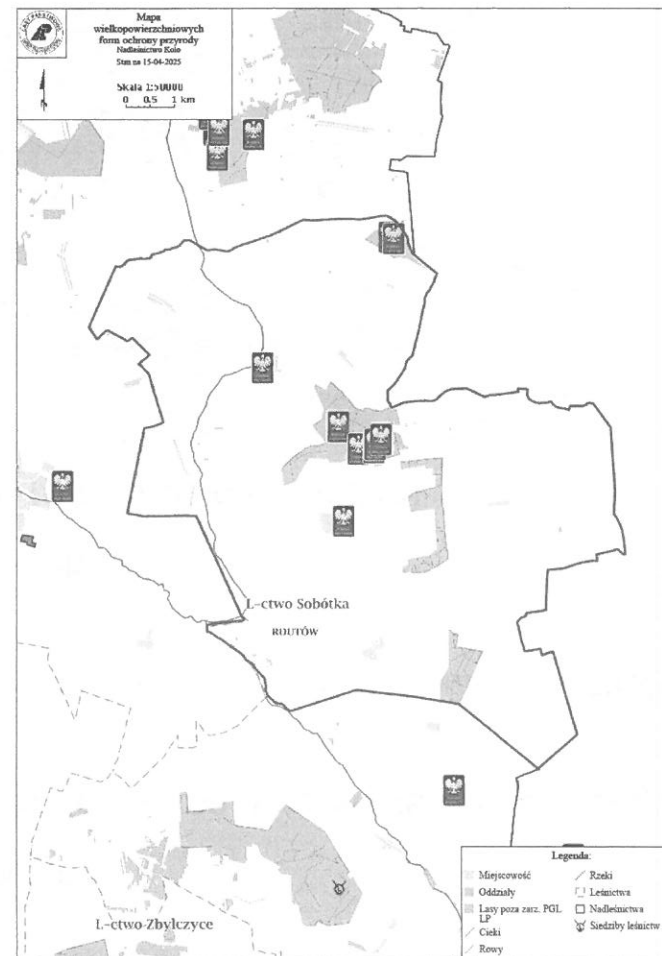 Mapa
wielkopowierzchniowych
form ochrony przyrody
Nadleśnictwo Koło
Stan na 15-04-2025
Skala 1:50000
0 0.5 1 km
L-ctwo Sobótka
L-ctwo Zbylczyce
Legenda:
Miejscowość
Oddziały
Lasy poza zarz. PGL
LP
Cieki
Rowy
Rzeki
Leśnictwa
Nadleśnictwa
Siedziby leśnictw